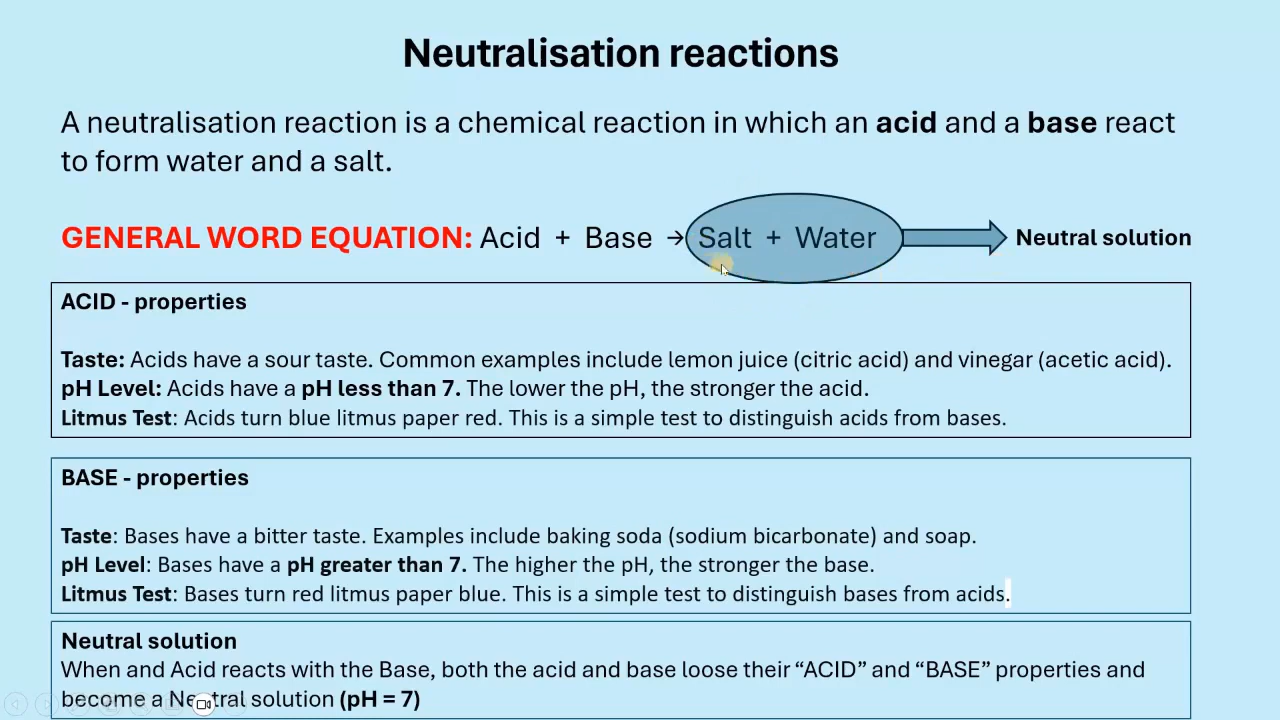 Neutralisation reactions
A neutralisation reaction is a chemical reaction in which an acid and a base react
to form water and a salt.
GENERAL WORD EQUATION: Acid + Base → Salt + Water Neutral solution
ACID - properties
Taste: Acids have a sour taste. Common examples include lemon juice (citric acid) and vinegar (acetic acid).
pH Level: Acids have a pH less than 7. The lower the pH, the stronger the acid.
Litmus Test: Acids turn blue litmus paper red. This is a simple test to distinguish acids from bases.
BASE - properties
Taste: Bases have a bitter taste. Examples include baking soda (sodium bicarbonate) and soap.
pH Level: Bases have a pH greater than 7. The higher the pH, the stronger the base.
Litmus Test: Bases turn red litmus paper blue. This is a simple test to distinguish bases from acids.
Neutral solution
When and Acid reacts with the Base, both the acid and base loose their “ACID” and “BASE” properties and
become a Neutral solution (pH = 7)